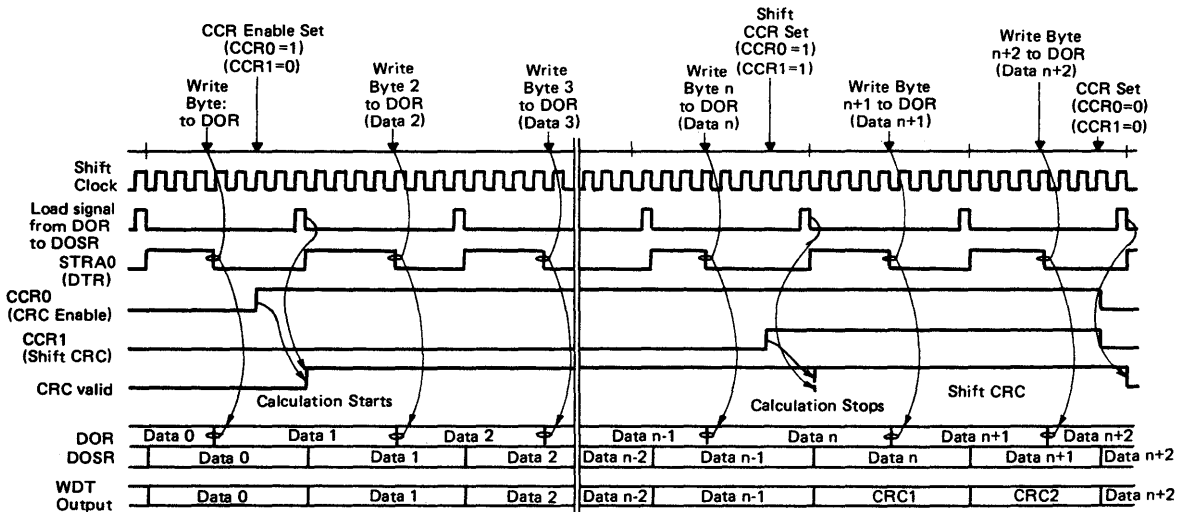 CCR Enable Set
(CCR0=1)
(CCR1=0)
Write
Byte:
to DOR
Write
Byte 2
to DOR
(Data 2)
Write
Byte 3
to DOR
(Data 3)
Write
Byte n
to DOR
(Data n)
Shift
CCR Set
(CCR0=1)
(CCR1=1)
Write Byte
n+1 to DOR
(Data n+1)
Write Byte
n+2 to DOR
(Data n+2)
CCR Set
(CCR0=0)
(CCR1=0)
Shift
Clock
Load signal
from DOR
to DOSR
STRA0
(DTR)
CCR0
(CRC Enable)
CCR1
(Shift CRC)
CRC valid
Calculation Starts
Calculation Stops
Shift CRC
DOR Data 0 Data 1 Data 2 Data n-1 Data n Data n+1 Data n+2
DOSR Data 0 Data 1 Data 2 Data n-2 Data n-1 Data n Data n+1 Data n+2
WDT
Output Data 0 Data 1 Data 2 Data n-2 Data n-1 CRC1 CRC2 Data n+2